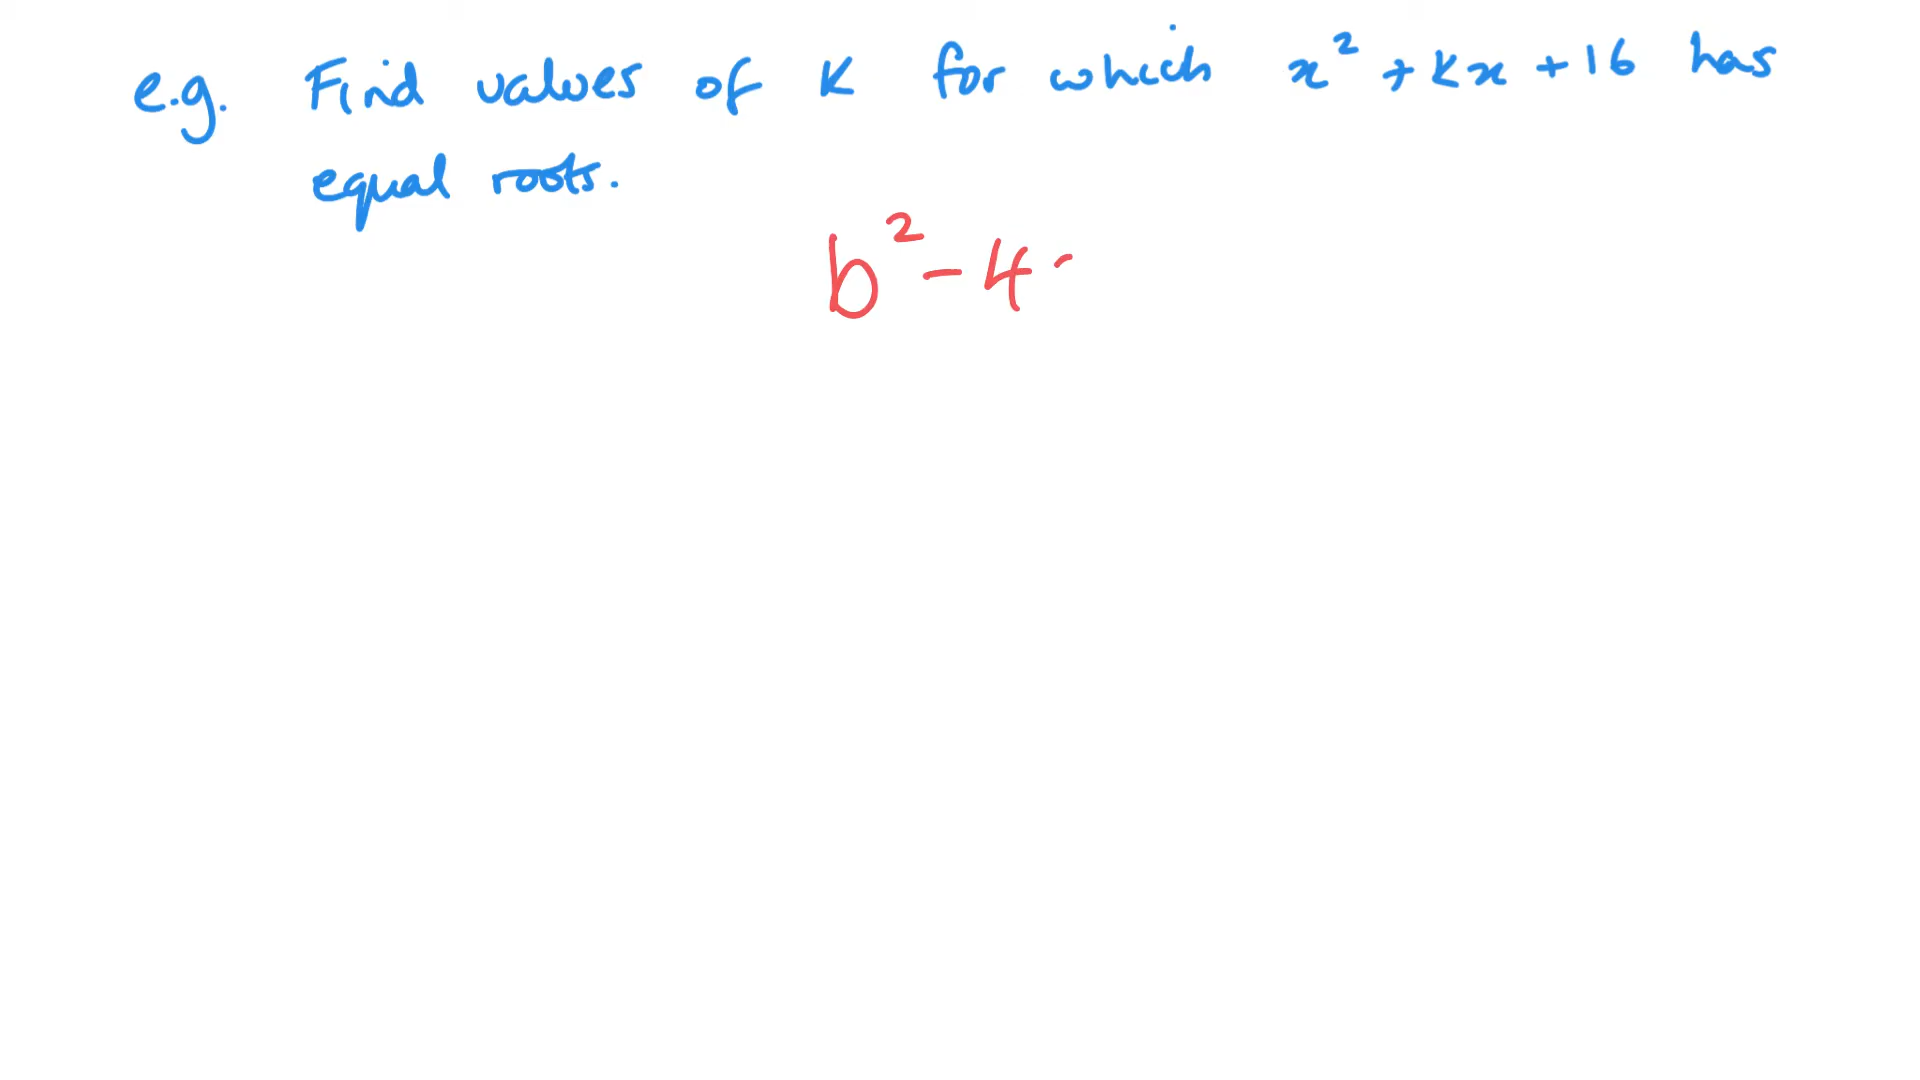 e.g. Find values of K for which x² + kx + 16 has
equal roots.
b² - 4